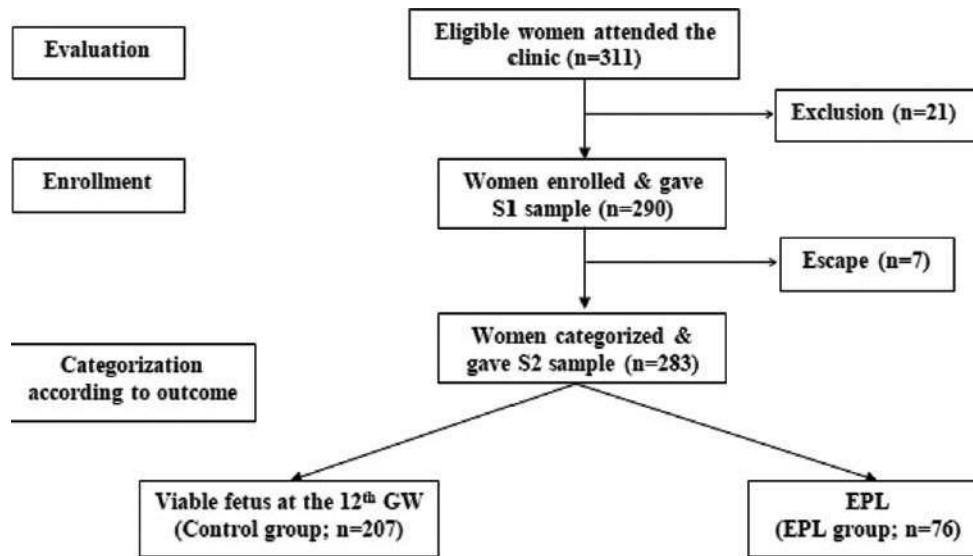 Evaluation
Eligible women attended the
clinic (n=311)
Exclusion (n=21)
Enrollment
Women enrolled & gave
S1 sample (n=290)
Escape (n=7)
Categorization
according to outcome
Women categorized &
gave S2 sample (n=283)
Viable fetus at the 12th GW
(Control group; n=207)
EPL
(EPL group; n=76)